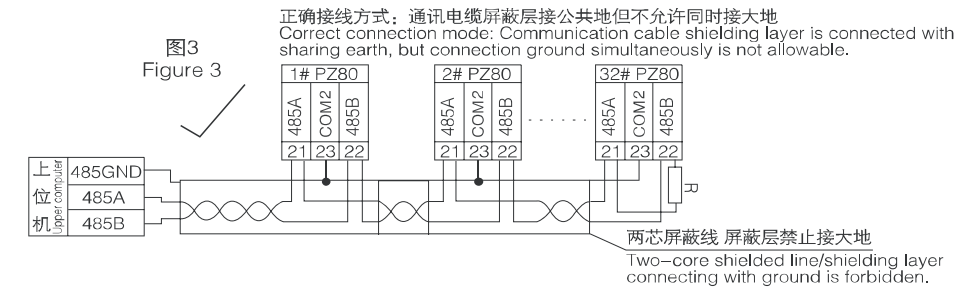 正确接线方式：通讯电缆屏蔽层接公共地但不允许同时接大地
Correct connection mode: Communication cable shielding layer is connected with
sharing earth, but connection ground simultaneously is not allowable.
图3
Figure 3
1# PZ80
2# PZ80
32# PZ80
485A COM2 485B
485A COM2 485B
......
485A COM2 485B
21 23 22
21 23 22
21 23 22
上位机
Upper computer
485GND
485A
485B
R
两芯屏蔽线 屏蔽层禁止接大地
Two-core shielded line/shielding layer
connecting with ground is forbidden.